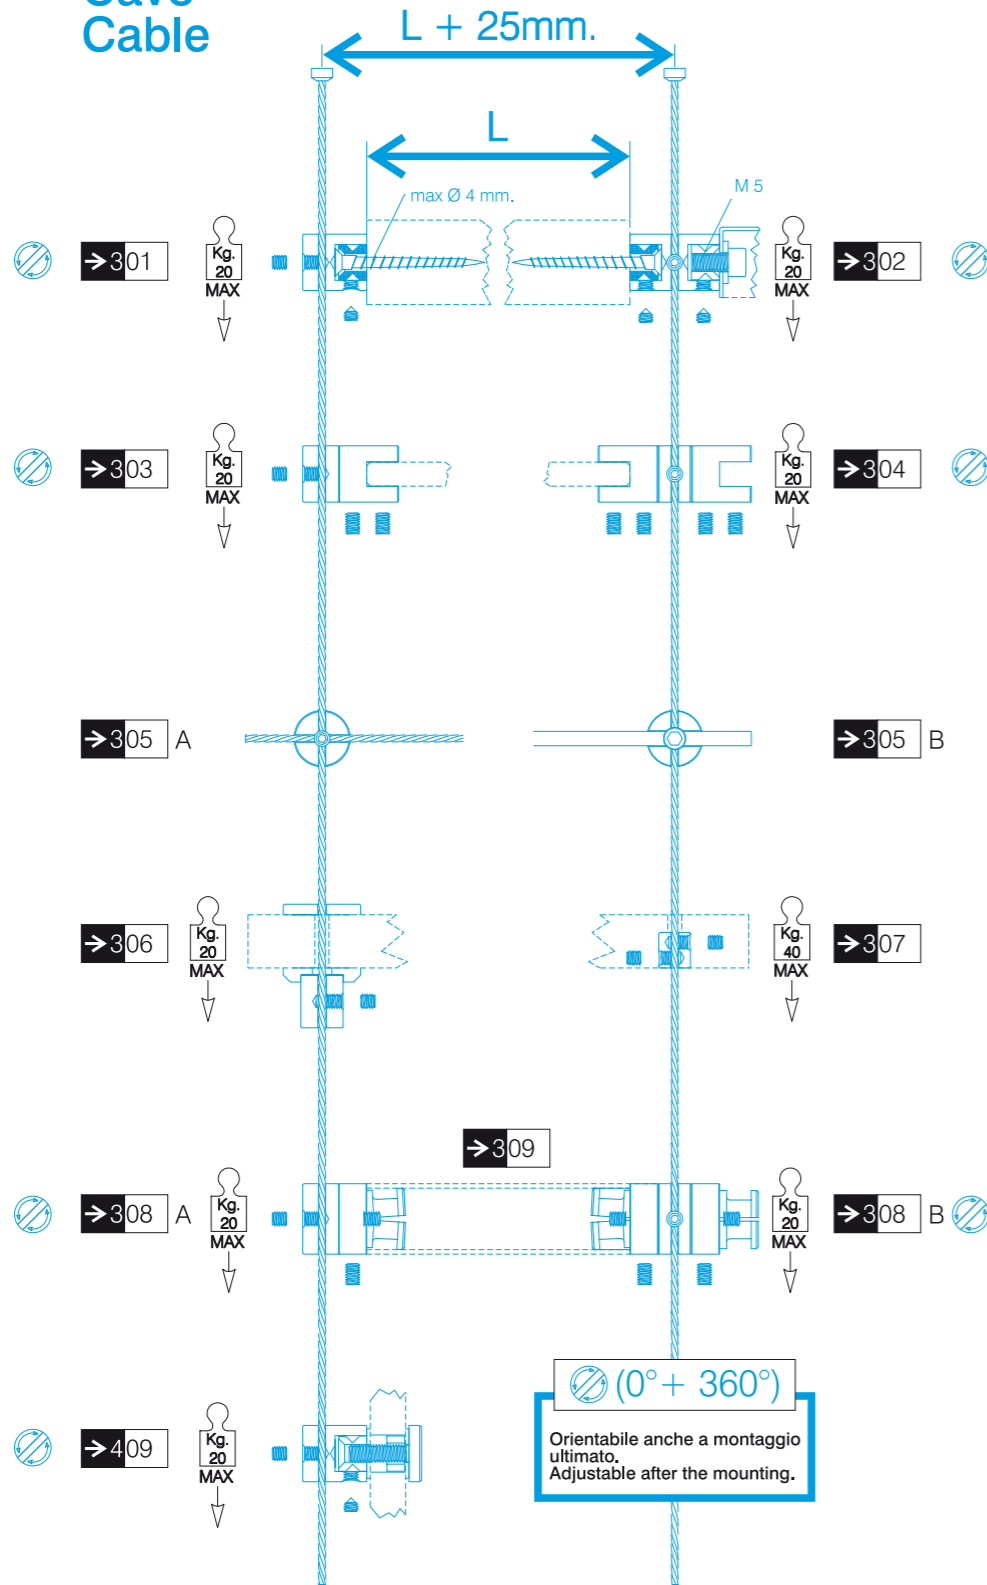 Cavo
Cable
L + 25mm.
L
max Ø 4 mm.
M 5
→301
Kg.
20
MAX
Kg.
20
MAX
→302
→303
Kg.
20
MAX
Kg.
20
MAX
→304
→305 A
→305 B
→306
Kg.
20
MAX
Kg.
40
MAX
→307
→309
→308 A
Kg.
20
MAX
Kg.
20
MAX
→308 B
(0° + 360°)
Orientabile anche a montaggio
ultimato.
Adjustable after the mounting.
→409
Kg.
20
MAX